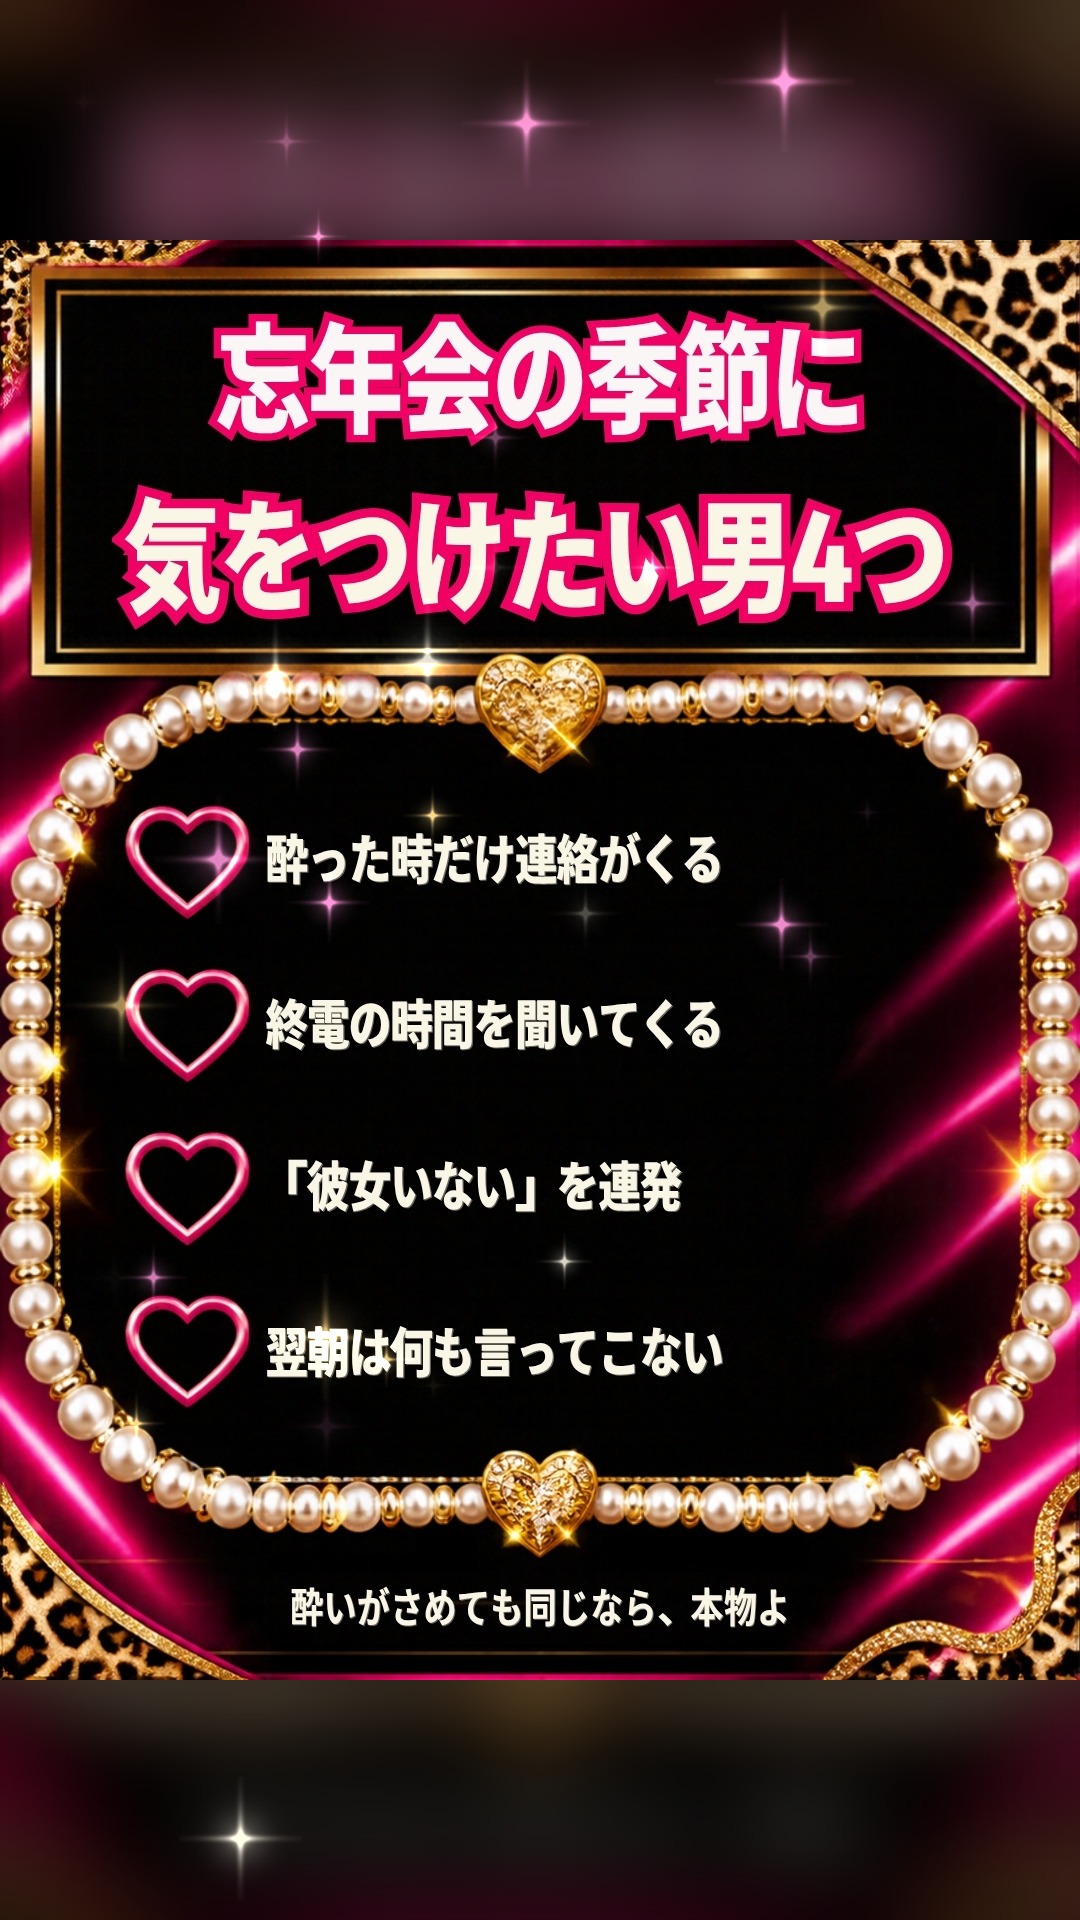 忘年会の季節に
気をつけたい男4つ
酔った時だけ連絡がくる
終電の時間を聞いてくる
「彼女いない」を連発
翌朝は何も言ってこない
酔いがさめても同じなら、本物よ